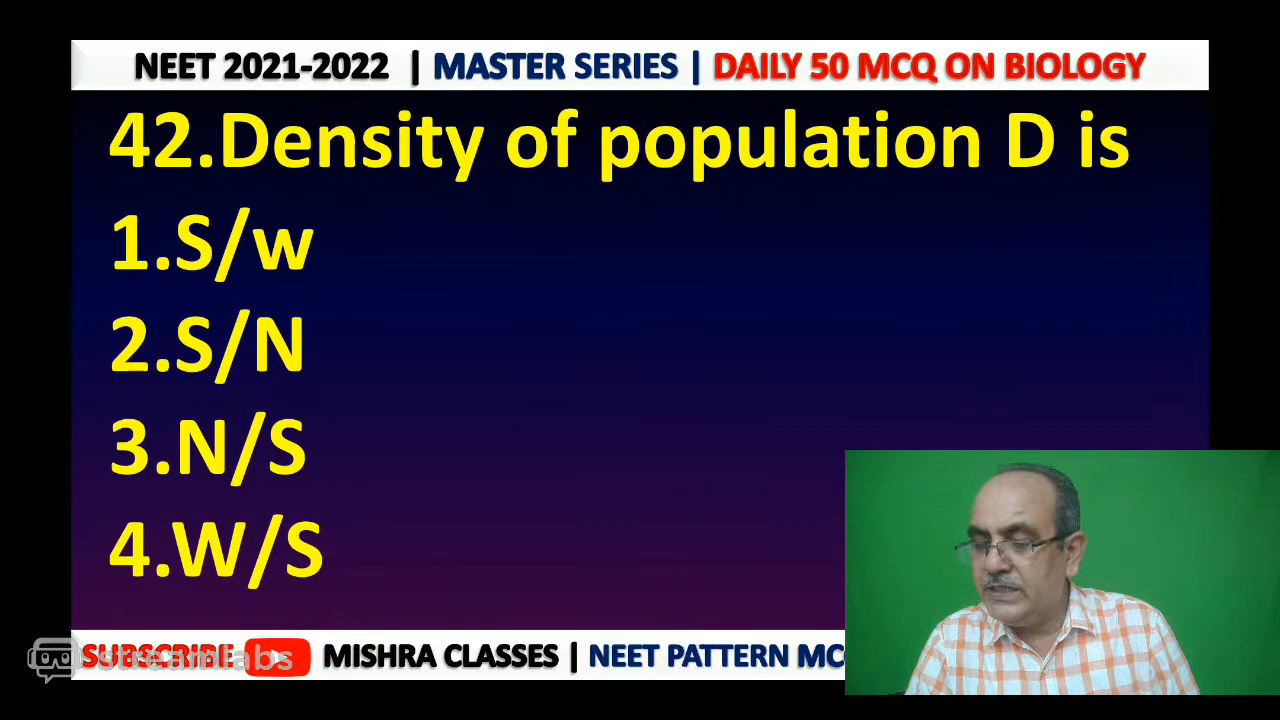 NEET 2021-2022 | MASTER SERIES | DAILY 50 MCQ ON BIOLOGY
42.Density of population D is
1.S/w
2.S/N
3.N/S
4.W/S
SUBSCRIBE MISHRA CLASSES | NEET PATTERN MC
streamlabs